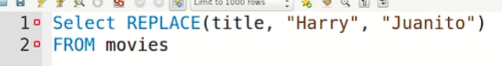 Limit to 1000 rows
1 Select REPLACE(title, "Harry", "Juanito")
2 FROM movies